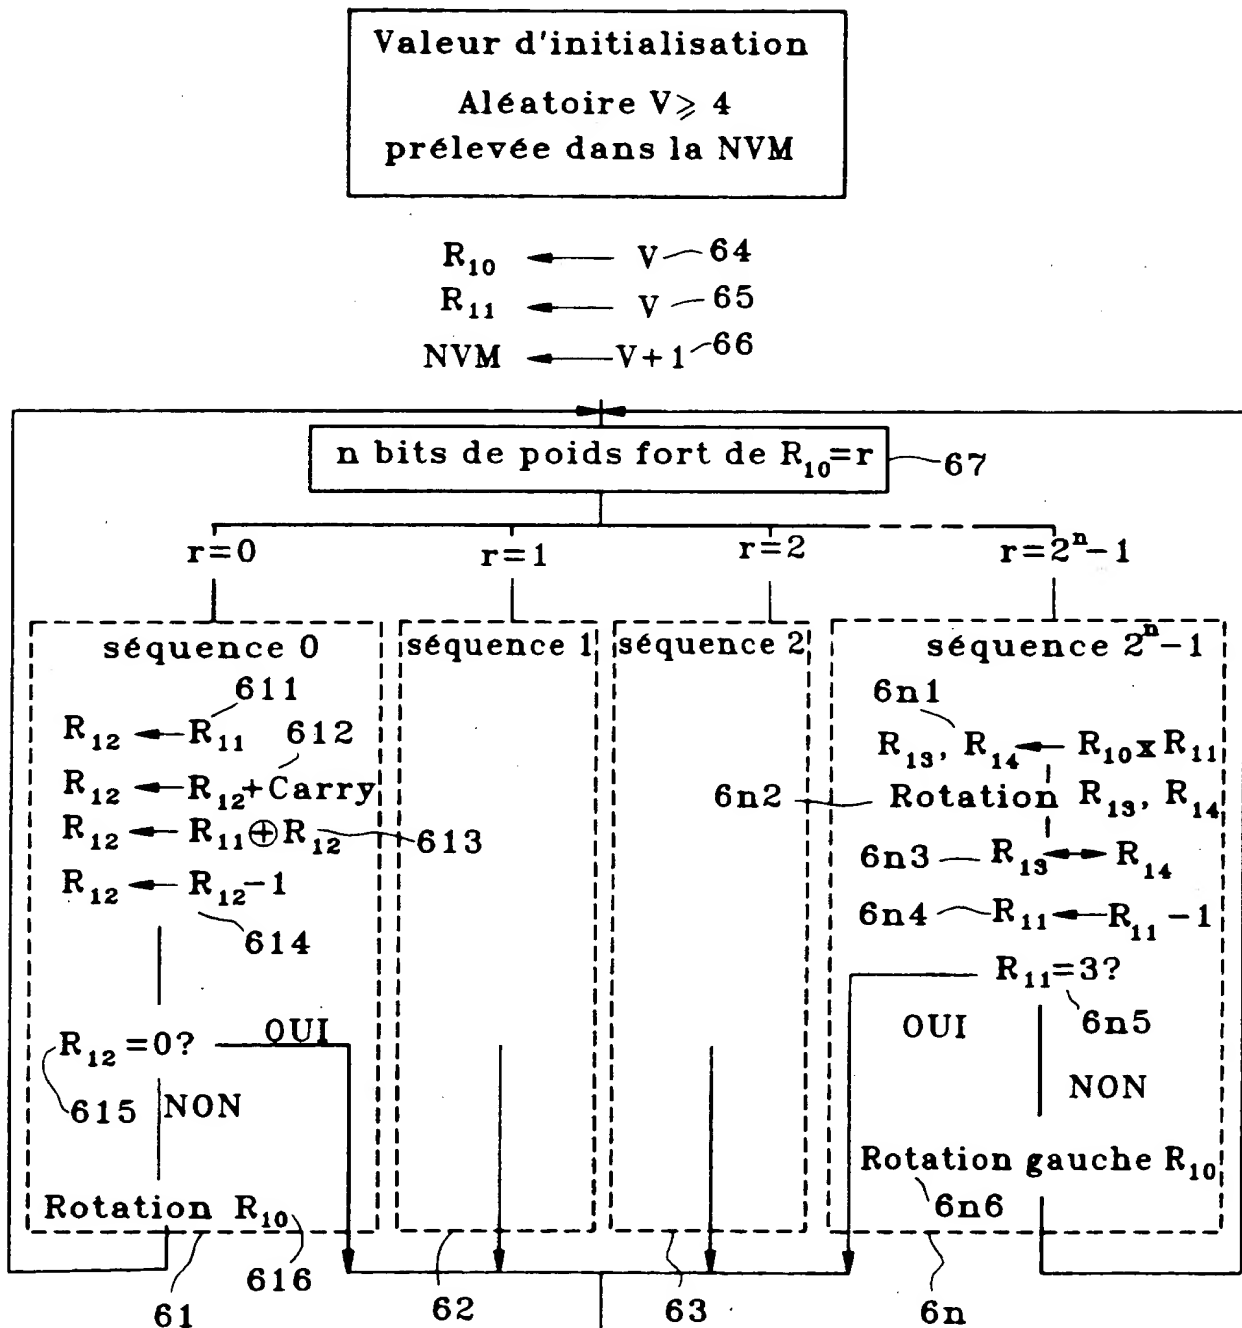 Valeur d'initialisation
Aléatoire V ⩾ 4
prélevée dans la NVM
R₁₀ ← V 64
R₁₁ ← V 65
NVM ← V+1 66
n bits de poids fort de R₁₀=r 67
r=0 r=1 r=2 r=2ⁿ-1
séquence 0
611
R₁₂ ← R₁₁
612
R₁₂ ← R₁₂+Carry
R₁₂ ← R₁₁ ⊕ R₁₂ 613
R₁₂ ← R₁₂-1
614
R₁₂=0? OUI
615 NON
Rotation R₁₀
616
61
séquence 1
62
séquence 2
63
séquence 2ⁿ-1
6n1
R₁₃, R₁₄ ← R₁₀xR₁₁
6n2 Rotation R₁₃, R₁₄
6n3 R₁₃ ↔ R₁₄
6n4 R₁₁ ← R₁₁-1
R₁₁=3?
OUI 6n5
NON
Rotation gauche R₁₀
6n6
6n